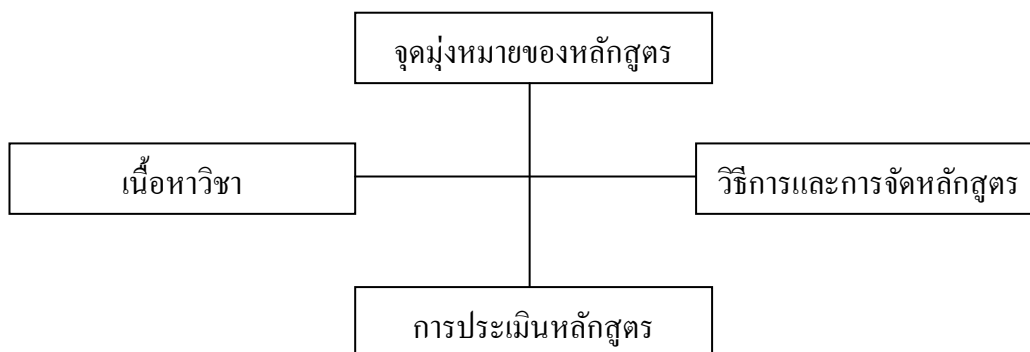 จุดมุ่งหมายของหลักสูตร
เนื้อหาวิชา
วิธีการและการจัดหลักสูตร
การประเมินหลักสูตร